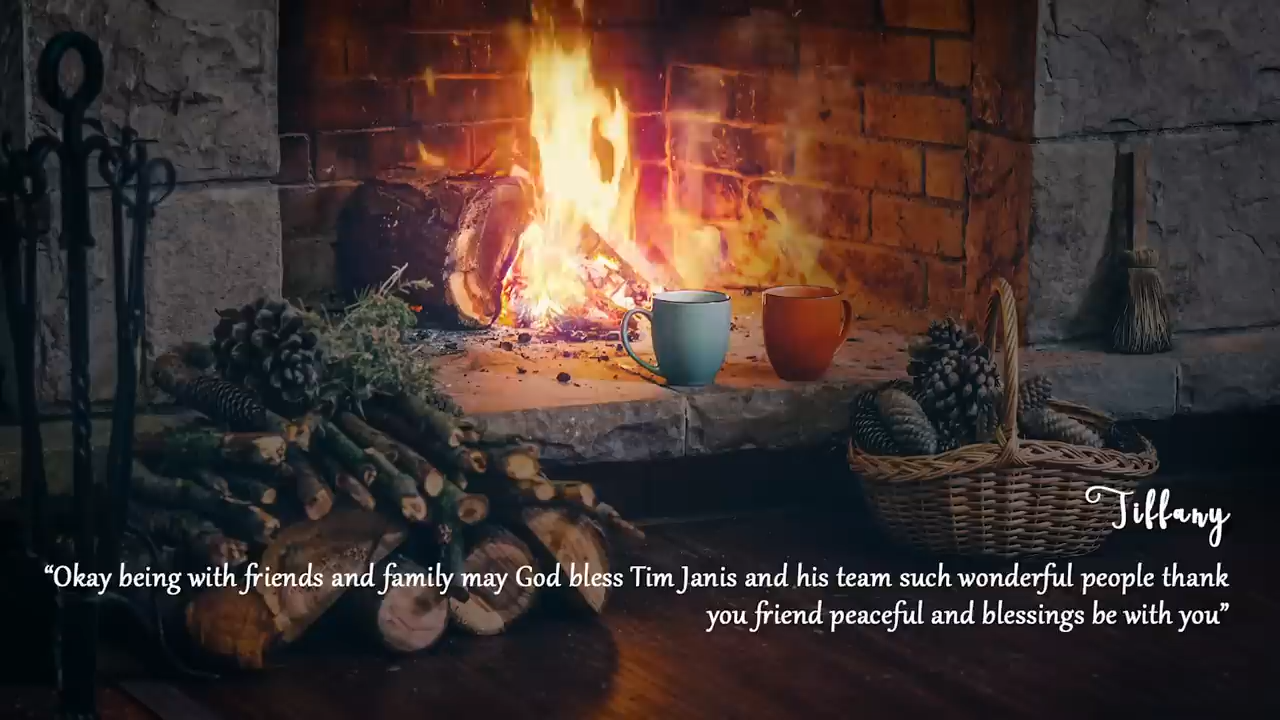 Tiffany
“Okay being with friends and family may God bless Tim Janis and his team such wonderful people thank
you friend peaceful and blessings be with you”